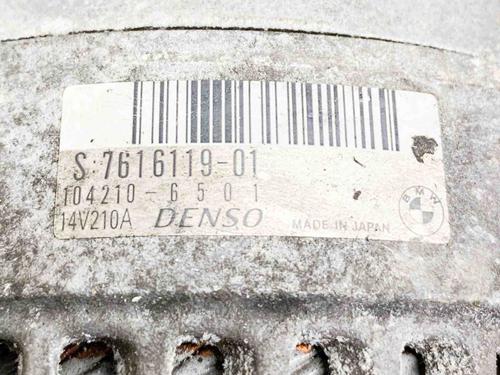 S:7616119-01
104210-6501
14V210A DENSO MADE IN JAPAN
BMW